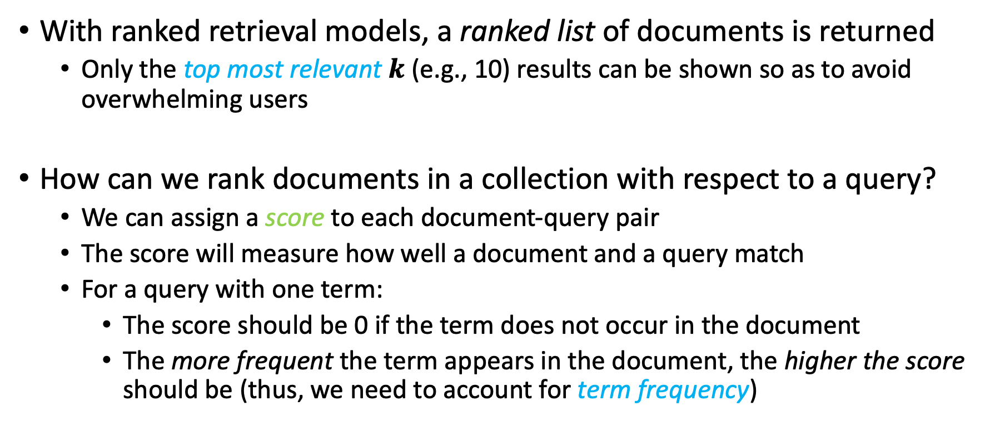 • With ranked retrieval models, a ranked list of documents is returned
• Only the top most relevant k (e.g., 10) results can be shown so as to avoid
overwhelming users
• How can we rank documents in a collection with respect to a query?
• We can assign a score to each document-query pair
• The score will measure how well a document and a query match
• For a query with one term:
• The score should be 0 if the term does not occur in the document
• The more frequent the term appears in the document, the higher the score
should be (thus, we need to account for term frequency)